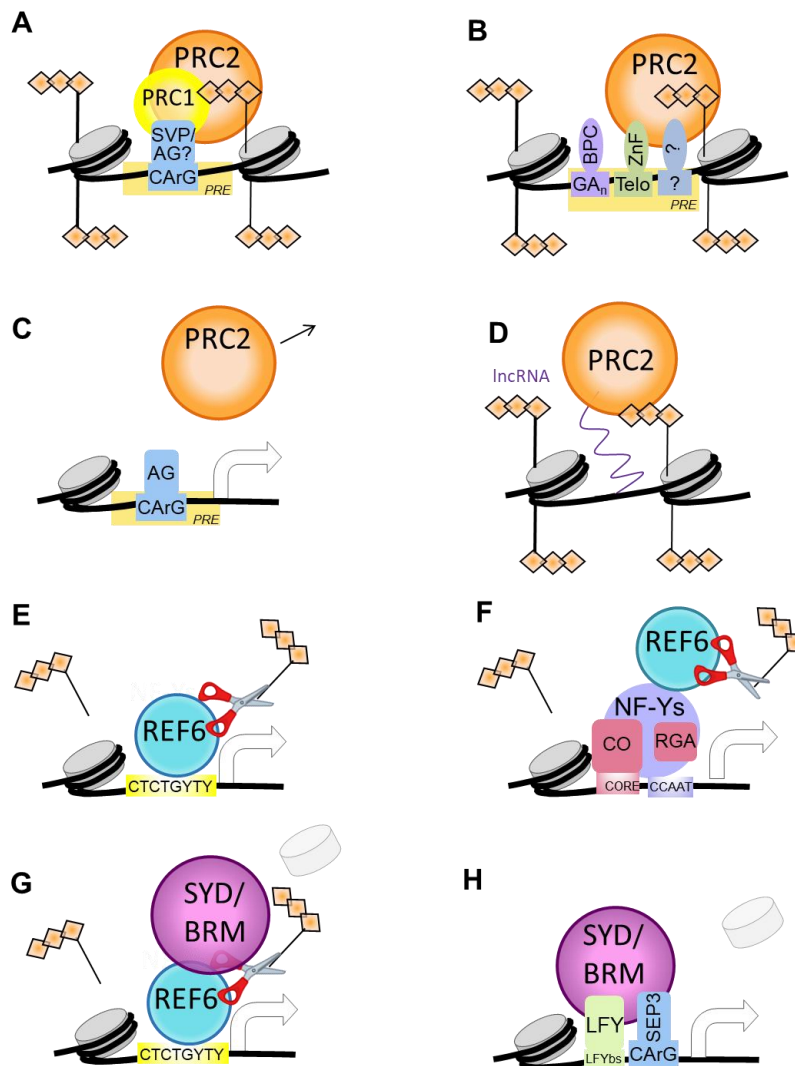 A
PRC2
PRC1
SVP/
AG?
CArG
PRE
B
PRC2
BPC
ZnF
?
GAn
Telo
?
PRE
C
PRC2
AG
CArG
PRE
D
PRC2
lncRNA
E
REF6
CTCTGYTY
F
REF6
NF-Ys
CO
RGA
CORE
CCAAT
G
SYD/
BRM
REF6
CTCTGYTY
H
SYD/
BRM
LFY
SEP3
LFYbs
CArG